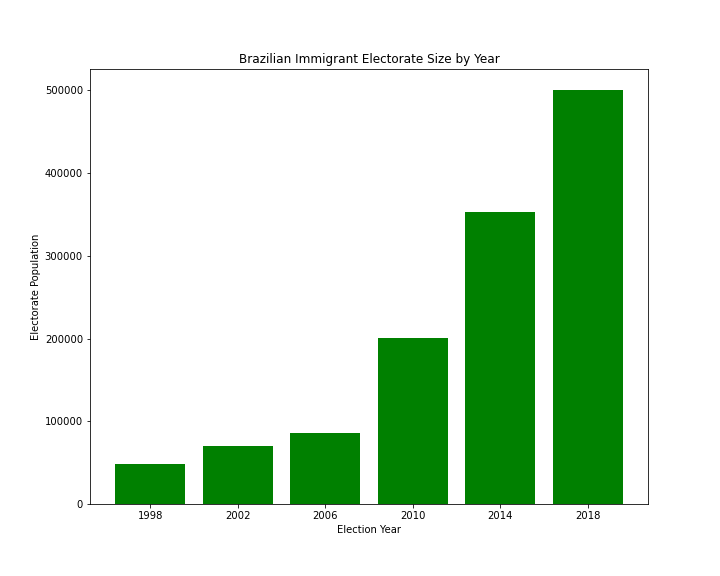 Brazilian Immigrant Electorate Size by Year
500000
400000
300000
200000
100000
0
Electorate Population
1998 2002 2006 2010 2014 2018
Election Year